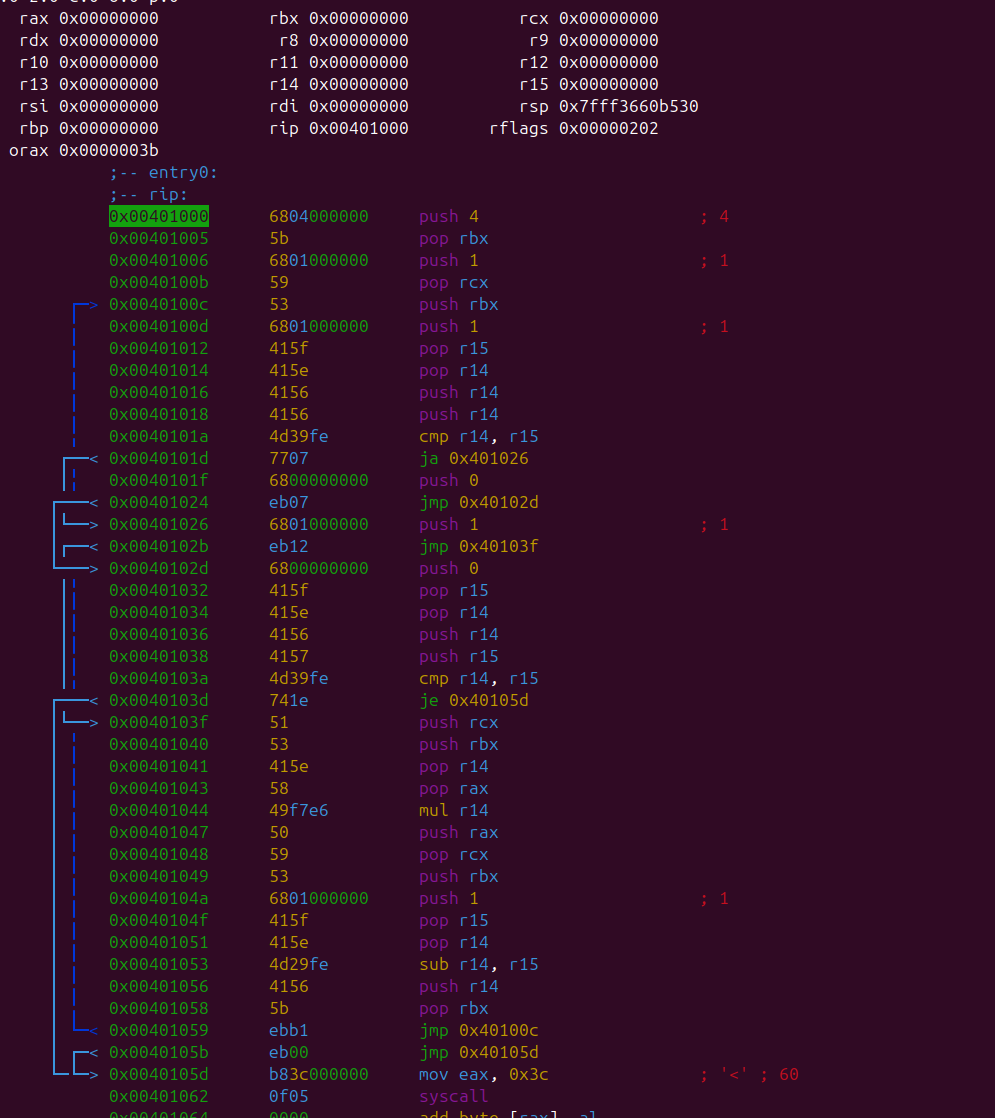 rax 0x00000000 rbx 0x00000000 rcx 0x00000000
rdx 0x00000000 r8 0x00000000 r9 0x00000000
r10 0x00000000 r11 0x00000000 r12 0x00000000
r13 0x00000000 r14 0x00000000 r15 0x00000000
rsi 0x00000000 rdi 0x00000000 rsp 0x7fff3660b530
rbp 0x00000000 rip 0x00401000 rflags 0x00000202
orax 0x0000003b
;-- entry0:
;-- rip:
0x00401000 6804000000 push 4 ; 4
0x00401005 5b pop rbx
0x00401006 6801000000 push 1 ; 1
0x0040100b 59 pop rcx
0x0040100c 53 push rbx
0x0040100d 6801000000 push 1 ; 1
0x00401012 415f pop r15
0x00401014 415e pop r14
0x00401016 4156 push r14
0x00401018 4156 push r14
0x0040101a 4d39fe cmp r14, r15
0x0040101d 7707 ja 0x401026
0x0040101f 6800000000 push 0
0x00401024 eb07 jmp 0x40102d
0x00401026 6801000000 push 1 ; 1
0x0040102b eb12 jmp 0x40103f
0x0040102d 6800000000 push 0
0x00401032 415f pop r15
0x00401034 415e pop r14
0x00401036 4156 push r14
0x00401038 4157 push r15
0x0040103a 4d39fe cmp r14, r15
0x0040103d 741e je 0x40105d
0x0040103f 51 push rcx
0x00401040 53 push rbx
0x00401041 415e pop r14
0x00401043 58 pop rax
0x00401044 49f7e6 mul r14
0x00401047 50 push rax
0x00401048 59 pop rcx
0x00401049 53 push rbx
0x0040104a 6801000000 push 1 ; 1
0x0040104f 415f pop r15
0x00401051 415e pop r14
0x00401053 4d29fe sub r14, r15
0x00401056 4156 push r14
0x00401058 5b pop rbx
0x00401059 ebb1 jmp 0x40100c
0x0040105b eb00 jmp 0x40105d
0x0040105d b83c000000 mov eax, 0x3c ; '<' ; 60
0x00401062 0f05 syscall
0x00401064 0000 add byte [rax], al